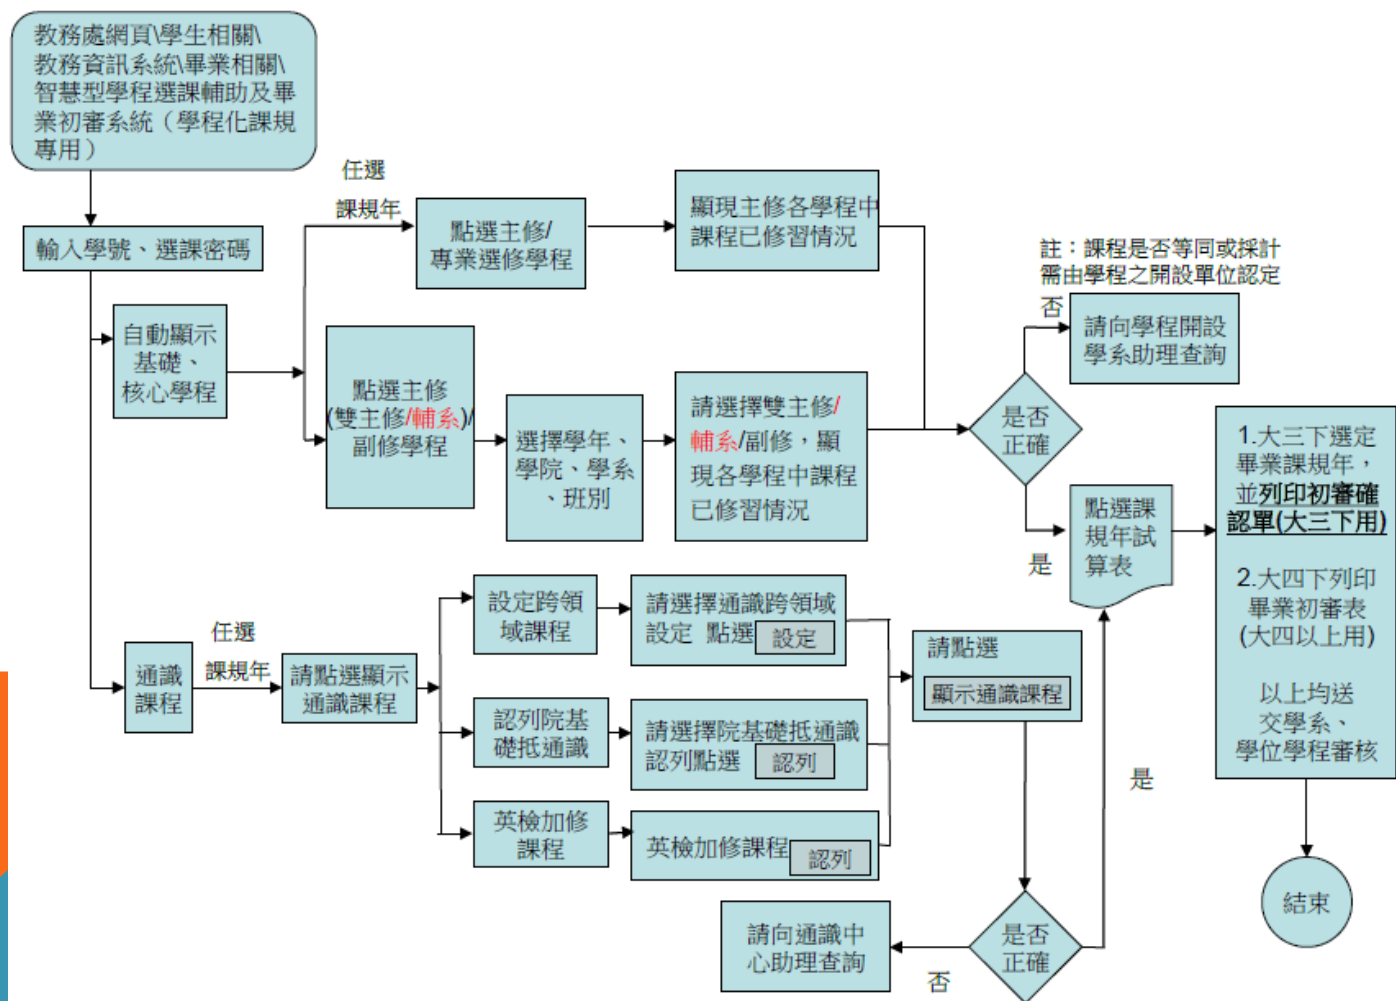 教務處網頁\學生相關\
教務資訊系統\畢業相關\
智慧型學程選課輔助及畢
業初審系統（學程化課規
專用）
輸入學號、選課密碼
自動顯示
基礎、
核心學程
任選
課規年
點選主修/
專業選修學程
顯現主修各學程中
課程已修習情況
點選主修
(雙主修/輔系)/
副修學程
選擇學年、
學院、學系
、班別
請選擇雙主修/
輔系/副修，顯
現各學程中課程
已修習情況
註：課程是否等同或採計
需由學程之開設單位認定
否
請向學程開設
學系助理查詢
是否
正確
是
點選課
規年試
算表
1.大三下選定
畢業課規年，
並列印初審確
認單(大三下用)
2.大四下列印
畢業初審表
(大四以上用)
以上均送
交學系、
學位學程審核
結束
通識
課程
任選
課規年
請點選顯示
通識課程
設定跨領
域課程
請選擇通識跨領域
設定 點選 設定
認列院基
礎抵通識
請選擇院基礎抵通識
認列點選 認列
英檢加修
課程
英檢加修課程 認列
請點選
顯示通識課程
是否
正確
是
否
請向通識中
心助理查詢